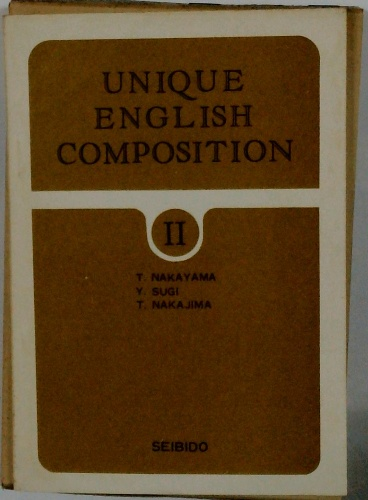 UNIQUE
ENGLISH
COMPOSITION
II
T. NAKAYAMA
Y. SUGI
T. NAKAJIMA
SEIBIDO